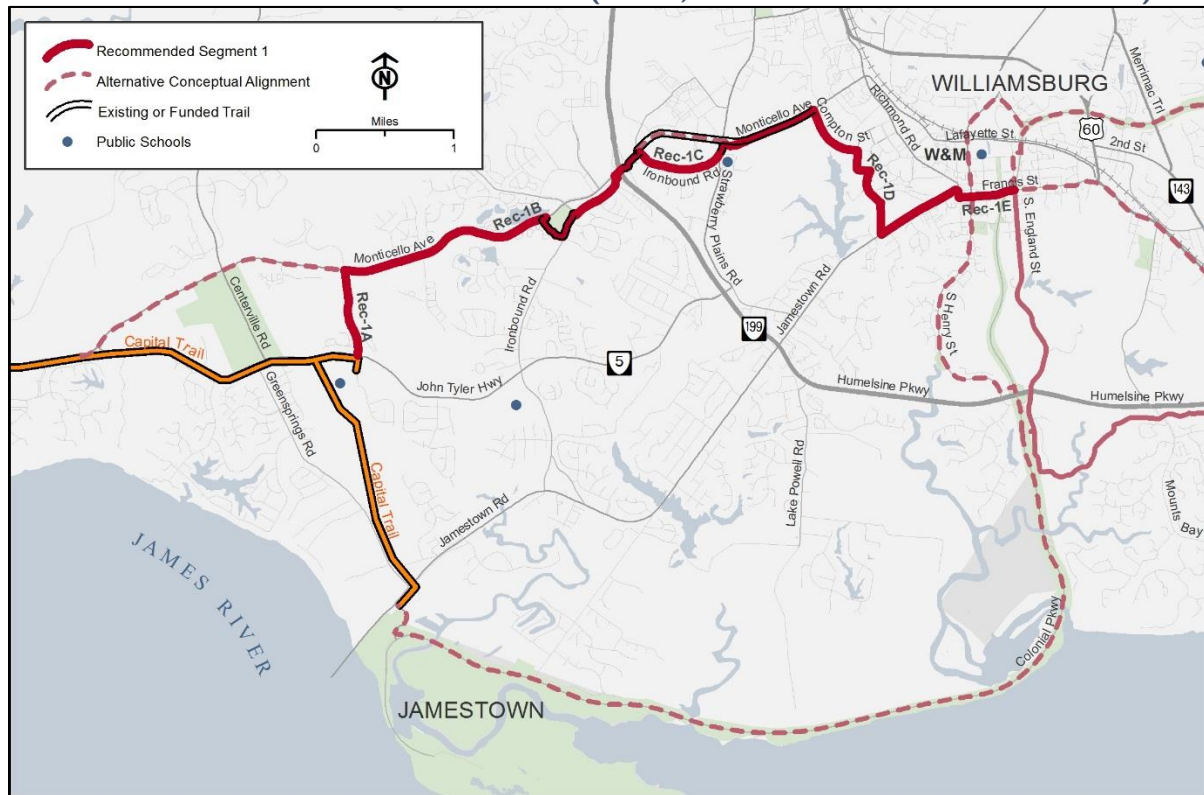 Recommended Segment 1
Alternative Conceptual Alignment
Existing or Funded Trail
Public Schools
N
Miles
0
1
WILLIAMSBURG
Merrimac Trl
Richmond Rd
Lafayette St
60
2nd St
143
W&M
Monticello Ave
Compton St
Rec-1C
Ironbound Rd
Strawberry Plains Rd
Rec-1D
Francis St
Rec-1E
S. England St
Rec-1B
Monticello Ave
Centerville Rd
Rec-1A
Ironbound Rd
Jamestown Rd
S Henry St
199
Capital Trail
5
John Tyler Hwy
Greensprings Rd
Humelsine Pkwy
Humelsine Pkwy
Capital Trail
Lake Powell Rd
Jamestown Rd
Mounts Bay
JAMES RIVER
Colonial Pkwy
JAMESTOWN